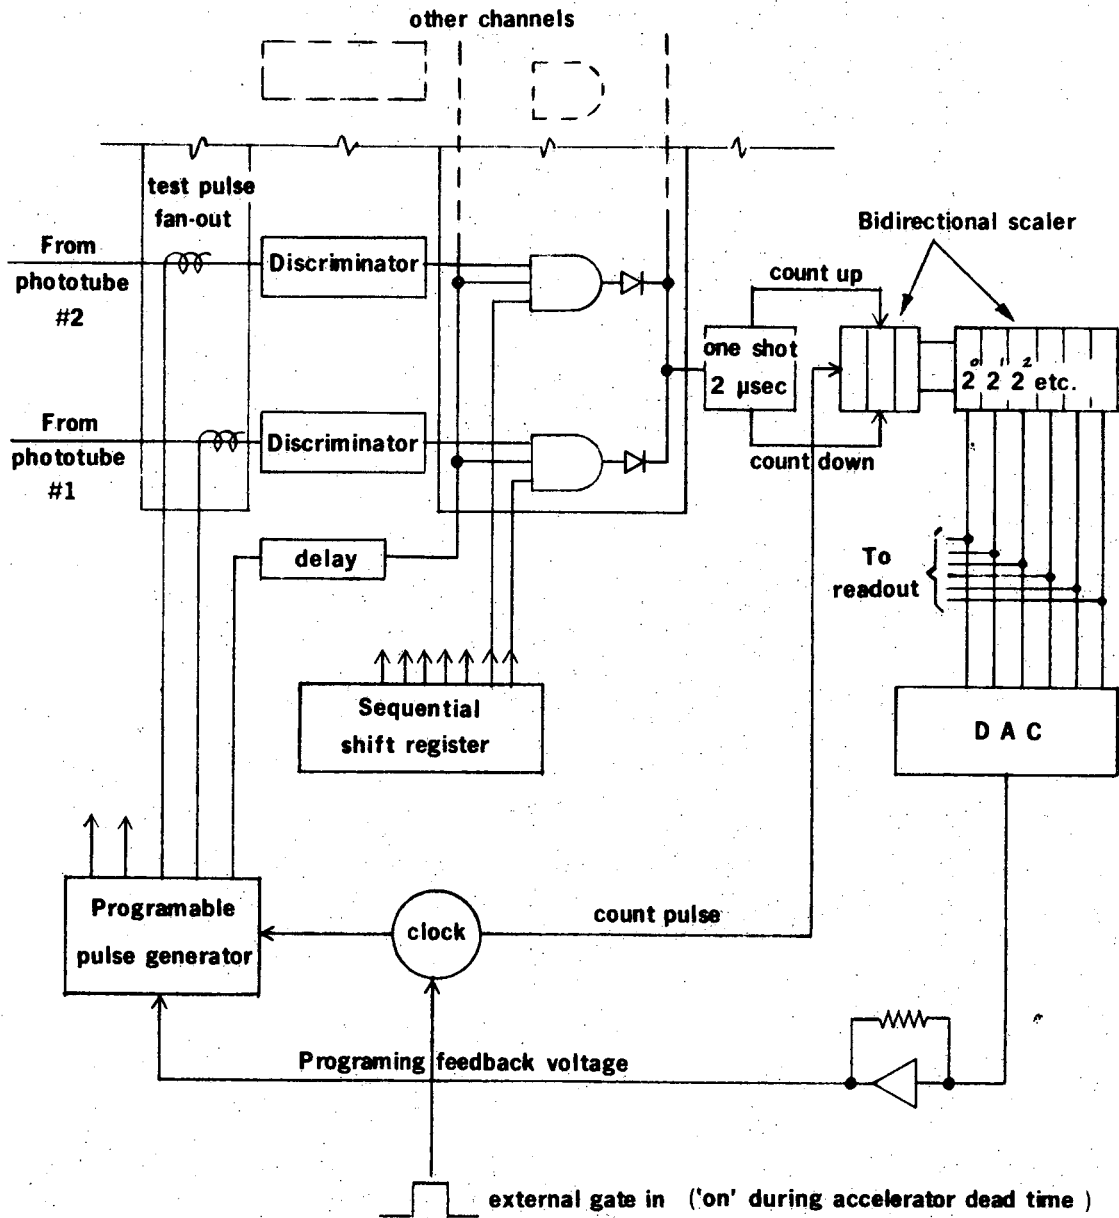 other channels
test pulse
fan-out
From
phototube
#2
Discriminator
Bidirectional scaler
count up
one shot
2 µsec
2⁰ 2¹ 2² etc.
count down
From
phototube
#1
Discriminator
delay
To
readout
Sequential
shift register
D A C
Programable
pulse generator
clock
count pulse
Programing feedback voltage
external gate in ('on' during accelerator dead time )